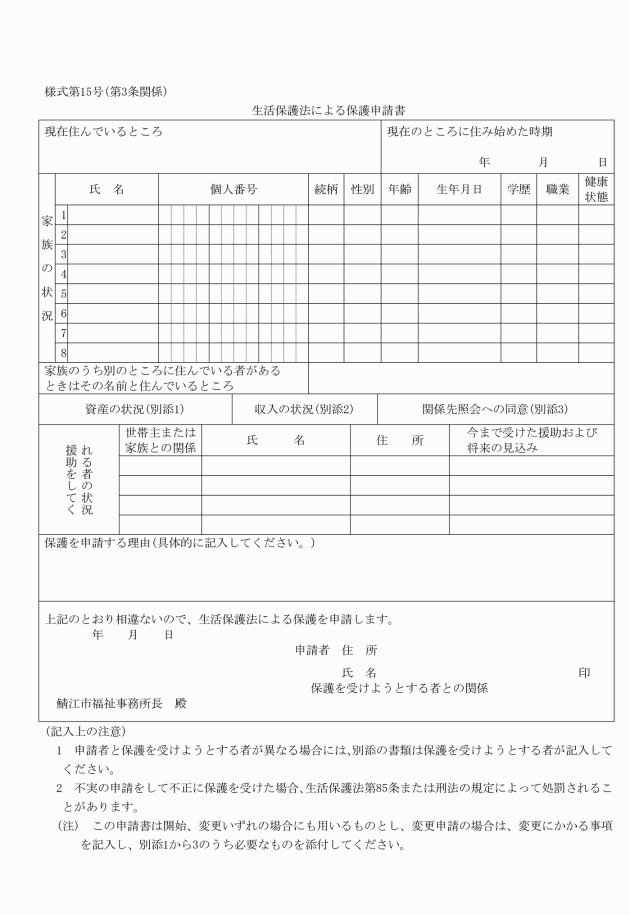 様式第15号(第3条関係)
生活保護法による保護申請書
現在住んでいるところ
現在のところに住み始めた時期
年　月　日
家族の状況
氏　名
個人番号
続柄
性別
年齢
生年月日
学歴
職業
健康
状態
1
2
3
4
5
6
7
8
家族のうち別のところに住んでいる者がある
ときはその名前と住んでいるところ
資産の状況(別添1)
収入の状況(別添2)
関係先照会への同意(別添3)
援助をしてく
れる者の状況
世帯主または
家族との関係
氏　名
住　所
今まで受けた援助および
将来の見込み
保護を申請する理由(具体的に記入してください。)
上記のとおり相違ないので、生活保護法による保護を申請します。
年　月　日
申請者　住　所
氏　名　印
保護を受けようとする者との関係
鯖江市福祉事務所長　殿
(記入上の注意)
1　申請者と保護を受けようとする者が異なる場合には、別添の書類は保護を受けようとする者が記入して
ください。
2　不実の申請をして不正に保護を受けた場合、生活保護法第85条または刑法の規定によって処罰されるこ
とがあります。
(注)　この申請書は開始、変更いずれの場合にも用いるものとし、変更申請の場合は、変更にかかる事項
を記入し、別添1から3のうち必要なものを添付してください。